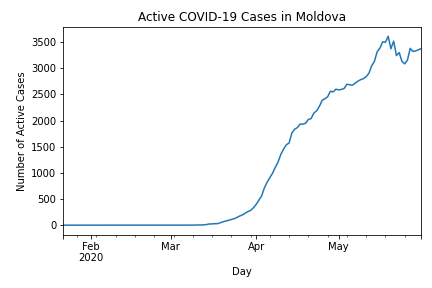 Active COVID-19 Cases in Moldova
Number of Active Cases
3500
3000
2500
2000
1500
1000
500
0
Feb
2020
Mar
Apr
May
Day